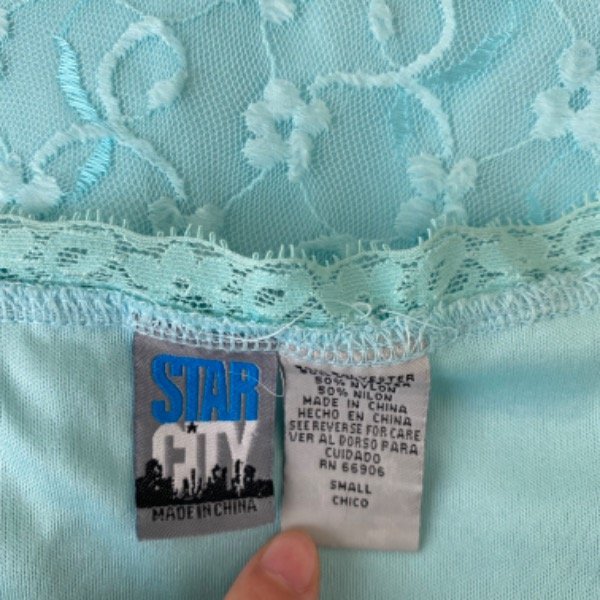 STAR
CITY
MADE IN CHINA
50% NYLON
50% NILON
MADE IN CHINA
HECHO EN CHINA
SEE REVERSE FOR CARE
VER AL DORSO PARA
CUIDADO
RN 66906
SMALL
CHICO